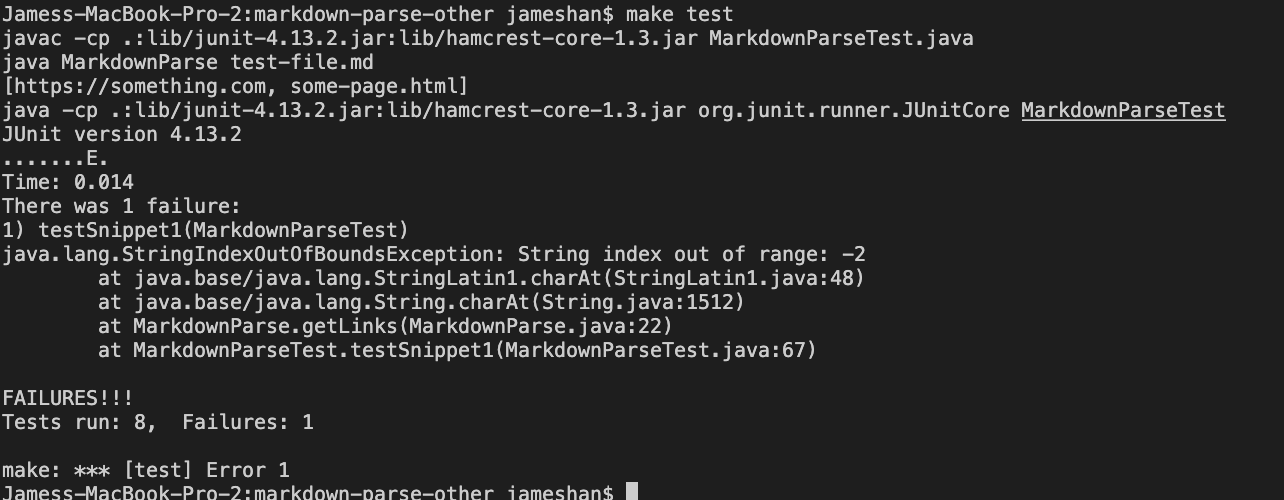 Jamess-MacBook-Pro-2:markdown-parse-other jameshan$ make test
javac -cp .:lib/junit-4.13.2.jar:lib/hamcrest-core-1.3.jar MarkdownParseTest.java
java MarkdownParse test-file.md
[https://something.com, some-page.html]
java -cp .:lib/junit-4.13.2.jar:lib/hamcrest-core-1.3.jar org.junit.runner.JUnitCore MarkdownParseTest
JUnit version 4.13.2
.......E.
Time: 0.014
There was 1 failure:
1) testSnippet1(MarkdownParseTest)
java.lang.StringIndexOutOfBoundsException: String index out of range: -2
        at java.base/java.lang.StringLatin1.charAt(StringLatin1.java:48)
        at java.base/java.lang.String.charAt(String.java:1512)
        at MarkdownParse.getLinks(MarkdownParse.java:22)
        at MarkdownParseTest.testSnippet1(MarkdownParseTest.java:67)

FAILURES!!!
Tests run: 8,  Failures: 1

make: *** [test] Error 1
Jamess-MacBook-Pro-2:markdown-parse-other jameshan$